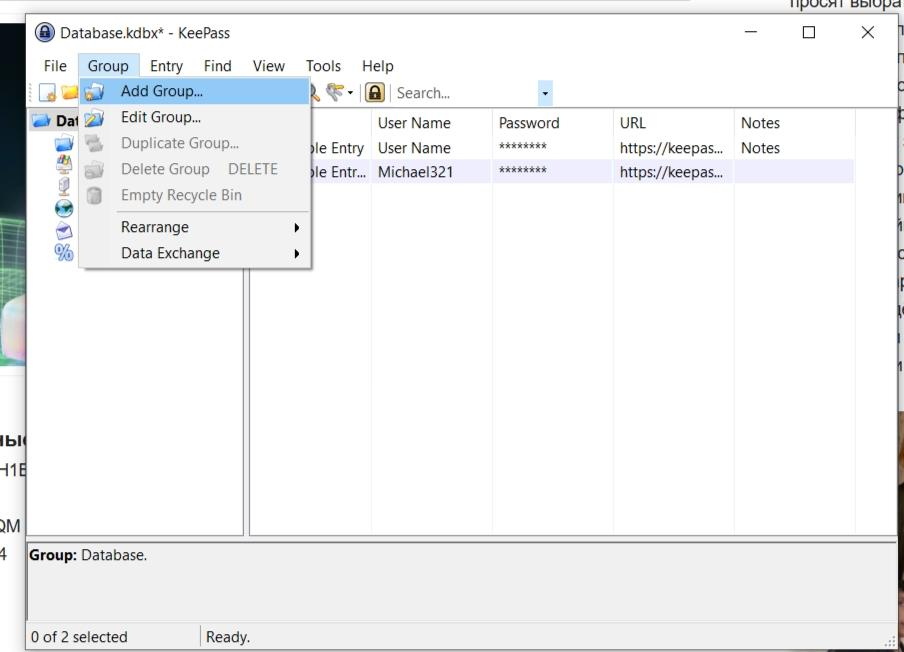 просят выбра
Database.kdbx* - KeePass
File Group Entry Find View Tools Help
Add Group...
Search...
Edit Group...
Duplicate Group...
Delete Group DELETE
Empty Recycle Bin
Rearrange
Data Exchange
Dat
User Name Password URL Notes
le Entry User Name ******** https://keepas... Notes
ple Entr... Michael321 ******** https://keepas...
ные
H1E
QM
4
Group: Database.
0 of 2 selected Ready.